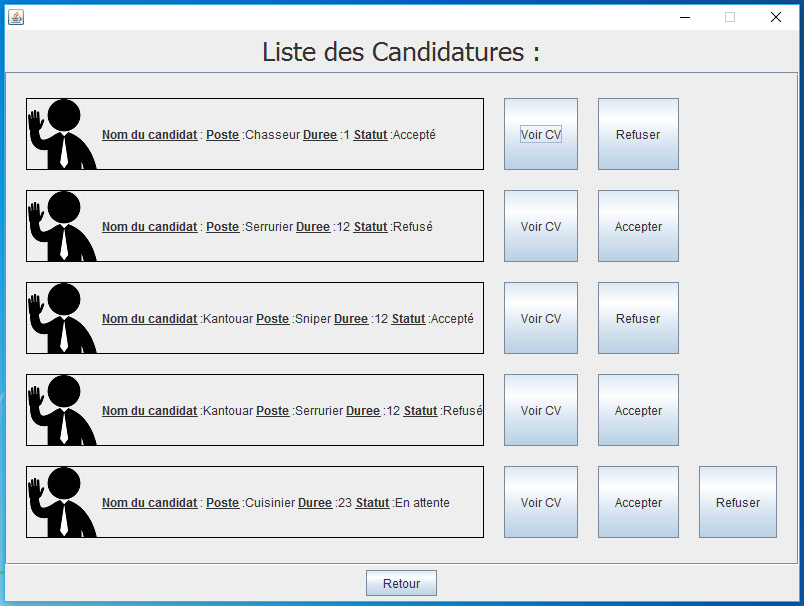 Liste des Candidatures :
Nom du candidat : Poste :Chasseur Duree :1 Statut :Accepté Voir CV Refuser
Nom du candidat : Poste :Serrurier Duree :12 Statut :Refusé Voir CV Accepter
Nom du candidat :Kantouar Poste :Sniper Duree :12 Statut :Accepté Voir CV Refuser
Nom du candidat :Kantouar Poste :Serrurier Duree :12 Statut :Refusé Voir CV Accepter
Nom du candidat : Poste :Cuisinier Duree :23 Statut :En attente Voir CV Accepter Refuser
Retour